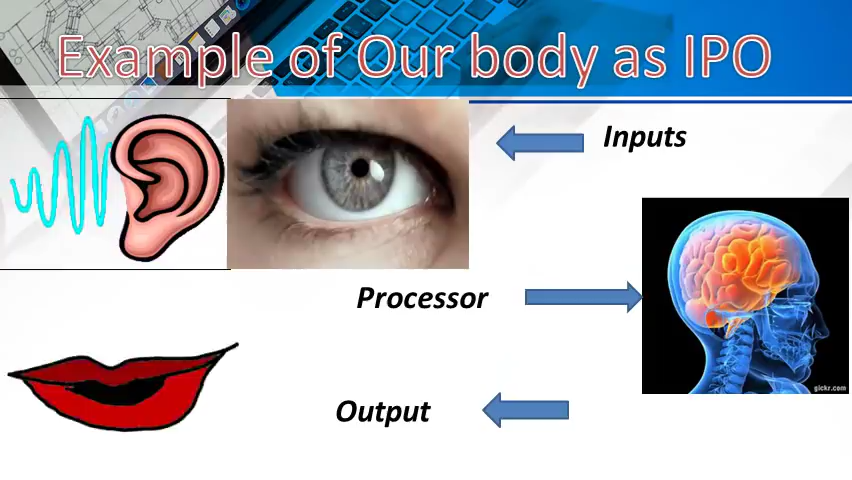 Example of Our body as IPO
Inputs
Processor
Output
gickr.com